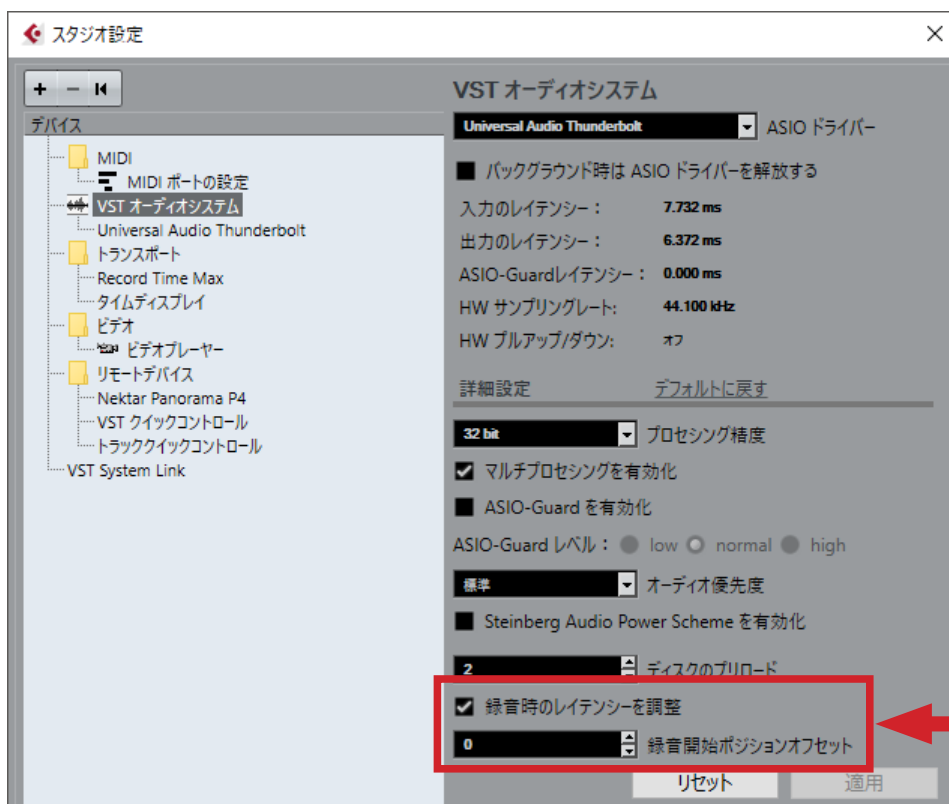 スタジオ設定
デバイス
MIDI
MIDI ポートの設定
VST オーディオシステム
Universal Audio Thunderbolt
トランスポート
Record Time Max
タイムディスプレイ
ビデオ
ビデオプレーヤー
リモートデバイス
Nektar Panorama P4
VST クイックコントロール
トラッククイックコントロール
VST System Link
VST オーディオシステム
Universal Audio Thunderbolt ASIO ドライバー
バックグラウンド時は ASIO ドライバーを解放する
入力のレイテンシー： 7.732 ms
出力のレイテンシー： 6.372 ms
ASIO-Guardレイテンシー： 0.000 ms
HW サンプリングレート: 44.100 kHz
HW プルアップ/ダウン: オフ
詳細設定 デフォルトに戻す
32 bit プロセシング精度
マルチプロセシングを有効化
ASIO-Guard を有効化
ASIO-Guard レベル： low normal high
標準 オーディオ優先度
Steinberg Audio Power Scheme を有効化
2 ディスクのプリロード
録音時のレイテンシーを調整
0 録音開始ポジションオフセット
リセット 適用